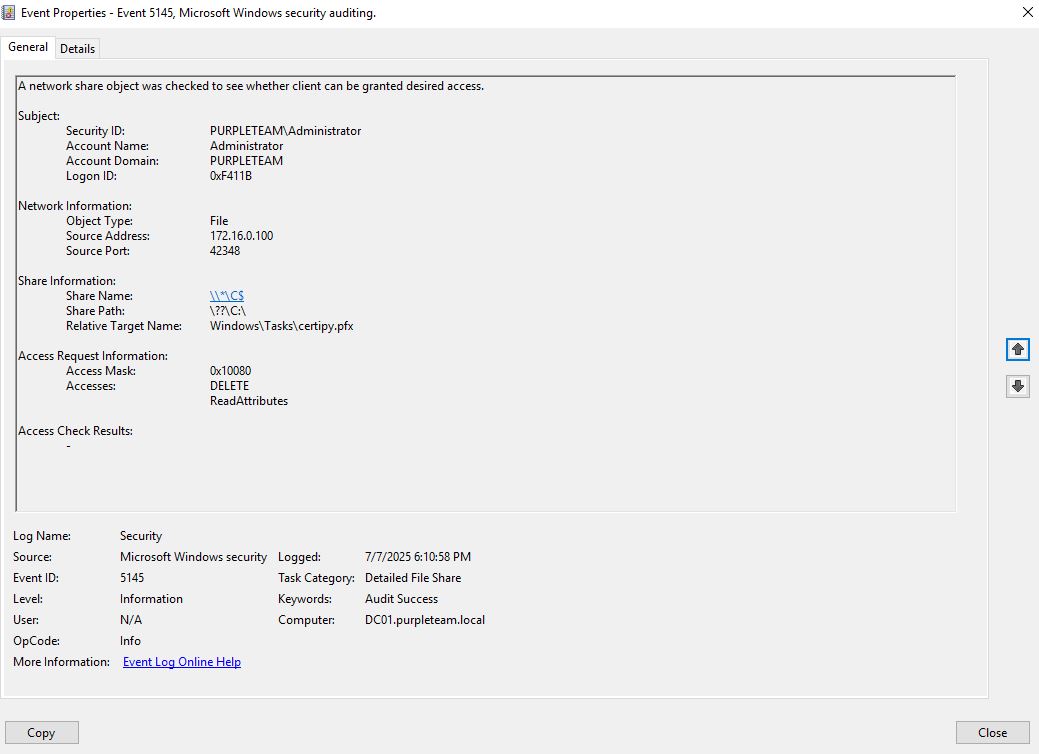 Event Properties - Event 5145, Microsoft Windows security auditing.
General Details
A network share object was checked to see whether client can be granted desired access.
Subject:
Security ID: PURPLETEAM\Administrator
Account Name: Administrator
Account Domain: PURPLETEAM
Logon ID: 0xF411B
Network Information:
Object Type: File
Source Address: 172.16.0.100
Source Port: 42348
Share Information:
Share Name: \\*\C$
Share Path: \??\C:\
Relative Target Name: Windows\Tasks\certipy.pfx
Access Request Information:
Access Mask: 0x10080
Accesses: DELETE
ReadAttributes
Access Check Results:
-
Log Name: Security
Source: Microsoft Windows security Logged: 7/7/2025 6:10:58 PM
Event ID: 5145 Task Category: Detailed File Share
Level: Information Keywords: Audit Success
User: N/A Computer: DC01.purpleteam.local
OpCode: Info
More Information: Event Log Online Help
Copy Close